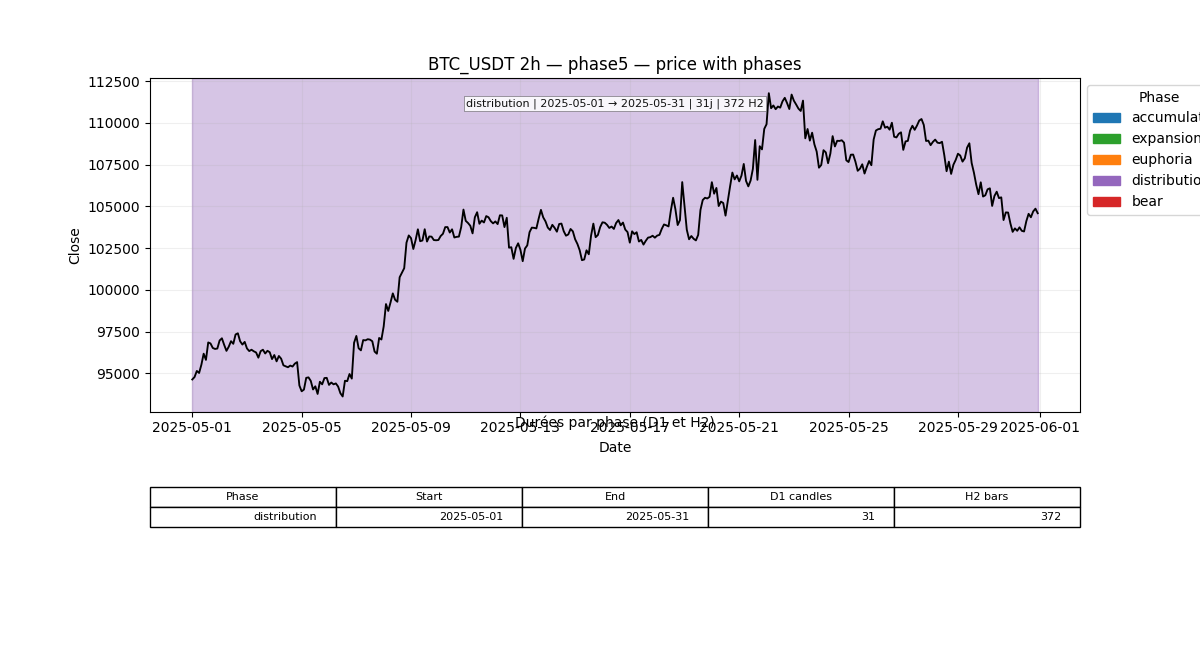 BTC_USDT 2h — phase5 — price with phases
112500
110000
107500
105000
102500
100000
97500
95000
Close
distribution | 2025-05-01 → 2025-05-31 | 31j | 372 H2
Phase
accumulat
expansion
euphoria
distributio
bear
2025-05-01 2025-05-05 2025-05-09 2025-05-13 2025-05-17 2025-05-21 2025-05-25 2025-05-29 2025-06-01
Durées par phase (D1 et H2)
Date
Phase Start End D1 candles H2 bars
distribution 2025-05-01 2025-05-31 31 372